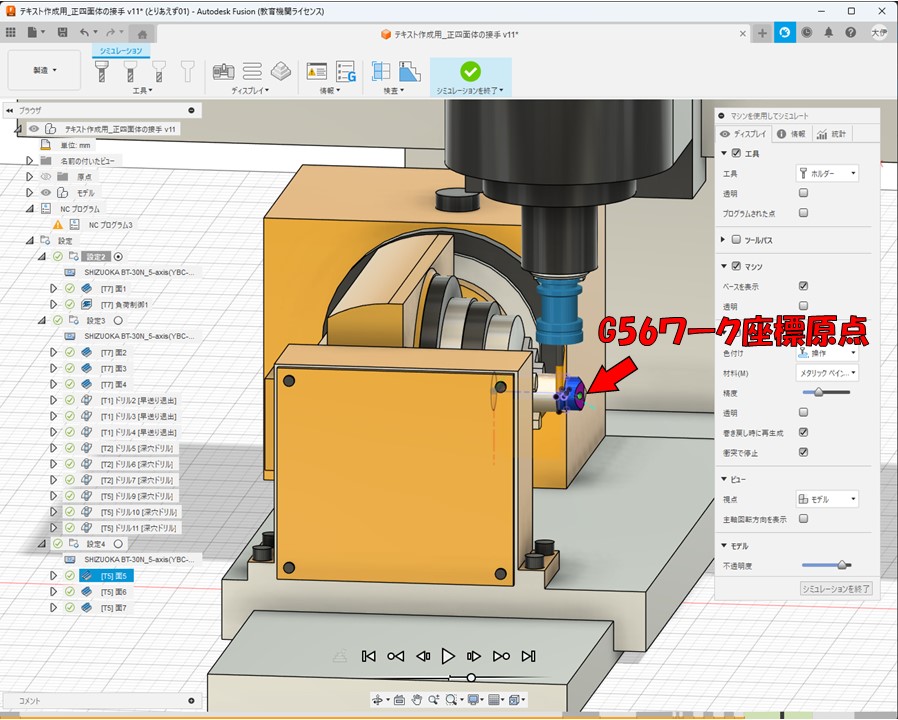 テキスト作成用_正四面体の接手 v11* (とりあえず01) - Autodesk Fusion (教育機関ライセンス)
テキスト作成用_正四面体の接手 v11*
大伊
シミュレーション
製造
工具
ディスプレイ
情報
検査
シミュレーションを終了
ブラウザ
テキスト作成用_正四面体の接手 v11
単位: mm
名前の付いたビュー
原点
モデル
NC プログラム
NC プログラム3
設定
設定2
SHIZUOKA BT-30N_5-axis(YBC-...
[T7] 面1
[T7] 負荷制御1
設定3
SHIZUOKA BT-30N_5-axis(YBC-...
[T7] 面2
[T7] 面3
[T7] 面4
[T1] ドリル2 [早送り退出]
[T1] ドリル3 [早送り退出]
[T1] ドリル4 [早送り退出]
[T2] ドリル5 [深穴ドリル]
[T2] ドリル6 [深穴ドリル]
[T2] ドリル7 [深穴ドリル]
[T5] ドリル9 [深穴ドリル]
[T5] ドリル10 [深穴ドリル]
[T5] ドリル11 [深穴ドリル]
設定4
SHIZUOKA BT-30N_5-axis(YBC-...
[T5] 面5
[T5] 面6
[T5] 面7
コメント
G56ワーク座標原点
マシンを使用してシミュレート
ディスプレイ
情報
統計
工具
工具
ホルダー
透明
プログラムされた点
ツールパス
マシン
ベースを表示
透明
色付け
操作
材料(M)
メタリック ペイン...
精度
透明
巻き戻し時に再生成
衝突で停止
ビュー
視点
モデル
主軸回転方向を表示
モデル
不透明度
シミュレーションを終了